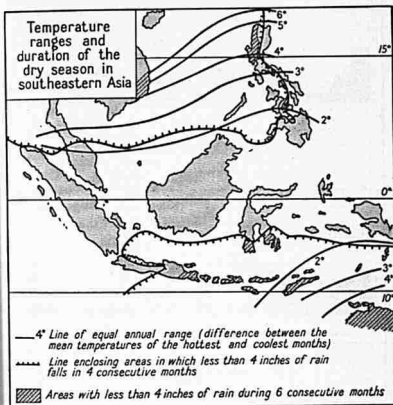 Temperature
ranges and
duration of the
dry season in
southeastern Asia
6°
5°
4°
15°
3°
2°
0°
2°
3°
4°
10°
4° Line of equal annual range (difference between the
mean temperatures of the hottest and coolest months)
Line enclosing areas in which less than 4 inches of rain
falls in 4 consecutive months
Areas with less than 4 inches of rain during 6 consecutive months